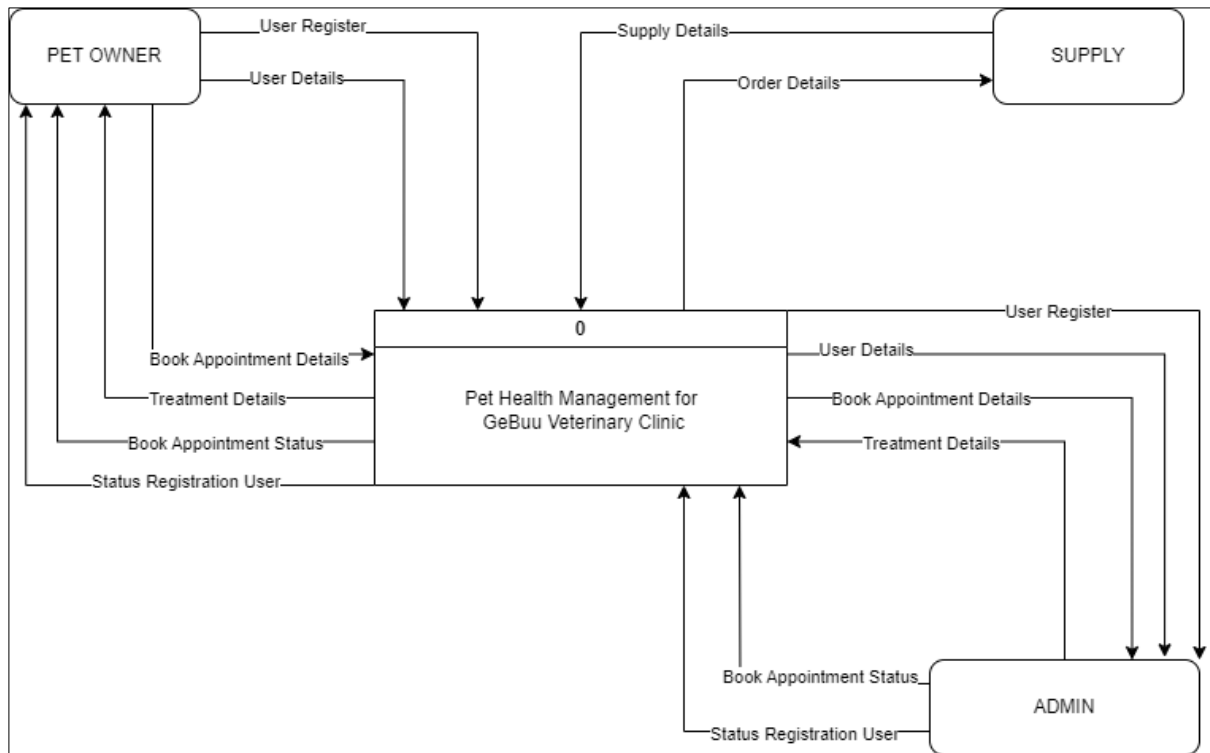 PET OWNER
User Register
Supply Details
SUPPLY
User Details
Order Details
0
User Register
Book Appointment Details
User Details
Pet Health Management for
GeBuu Veterinary Clinic
Treatment Details
Book Appointment Details
Book Appointment Status
Treatment Details
Status Registration User
Book Appointment Status
ADMIN
Status Registration User